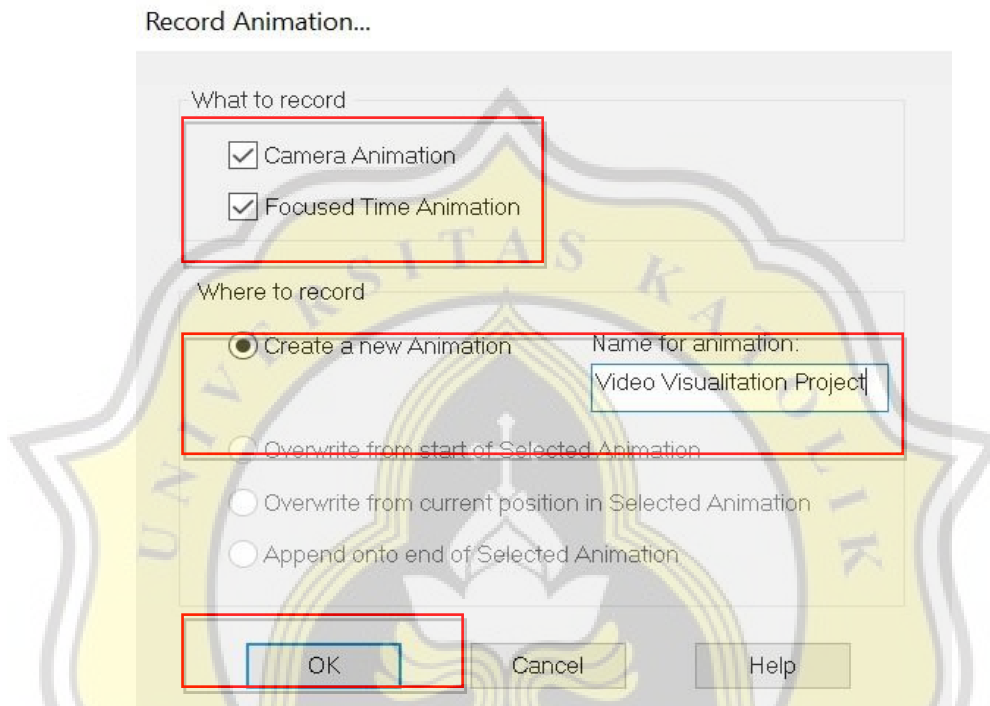 Record Animation...
What to record
Camera Animation
Focused Time Animation
Where to record
Create a new Animation
Name for animation:
Video Visualitation Project
Overwrite from start of Selected Animation
Overwrite from current position in Selected Animation
Append onto end of Selected Animation
OK Cancel Help
UNIVERSITAS KATOLIK